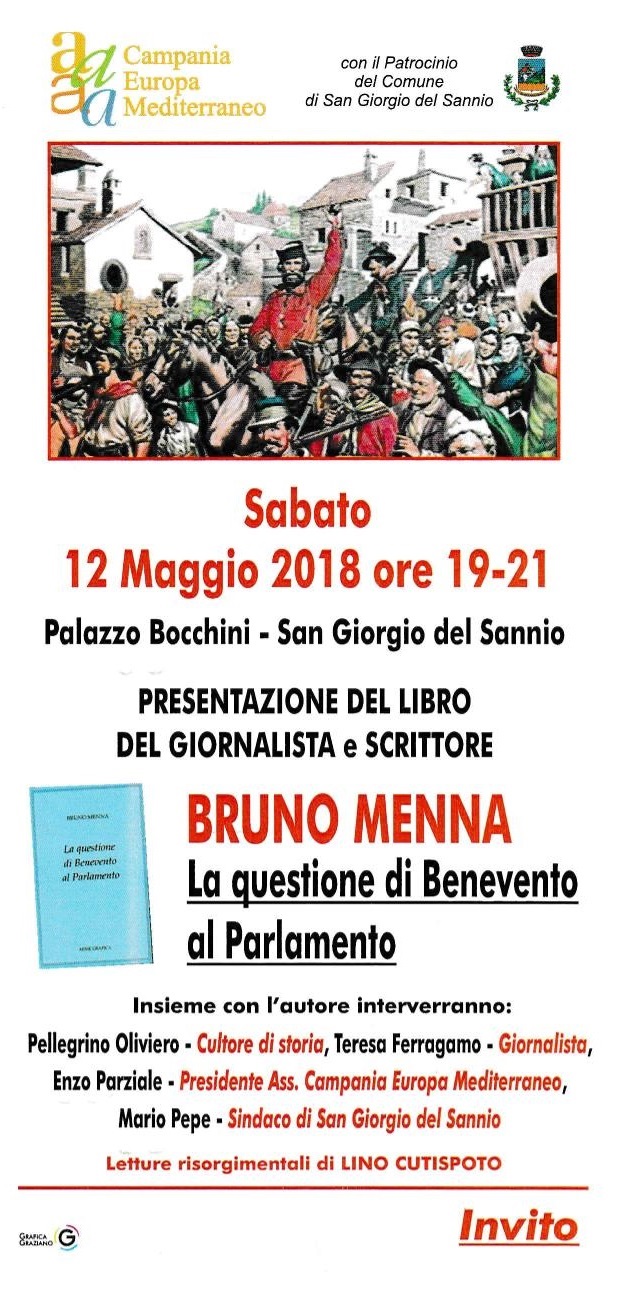 Campania
Europa
Mediterraneo
con il Patrocinio
del Comune
di San Giorgio del Sannio
Sabato
12 Maggio 2018 ore 19-21
Palazzo Bocchini - San Giorgio del Sannio
PRESENTAZIONE DEL LIBRO
DEL GIORNALISTA e SCRITTORE
BRUNO MENNA
La questione di Benevento
al Parlamento
BRUNO MENNA
La questione
di Benevento
al Parlamento
Insieme con l'autore interverranno:
Pellegrino Oliviero - Cultore di storia, Teresa Ferragamo - Giornalista,
Enzo Parziale - Presidente Ass. Campania Europa Mediterraneo,
Mario Pepe - Sindaco di San Giorgio del Sannio
Letture risorgimentali di LINO CUTISPOTO
GRAFICA
GRAZIANO G
Invito